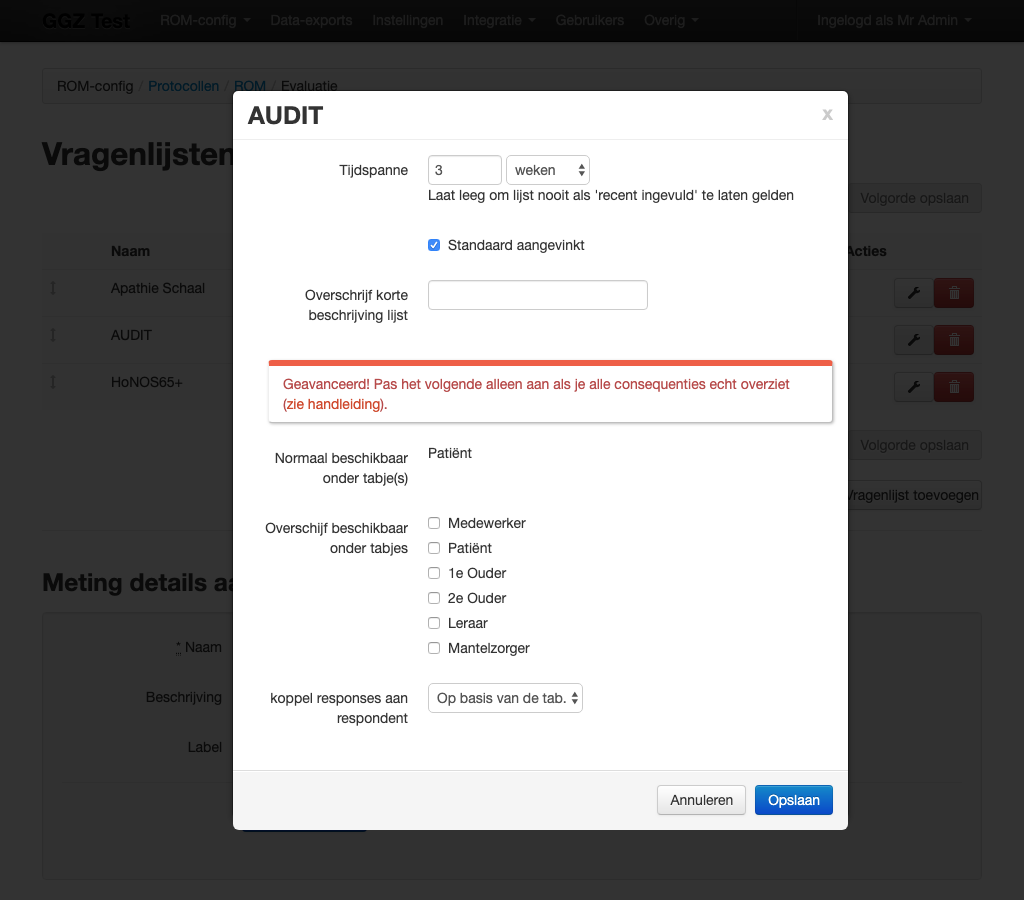 GGZ Test ROM-config Data-exports Instellingen Integratie Gebruikers Overig Ingelogd als Mr Admin
ROM-config / Protocollen / ROM / Evaluatie
AUDIT
x
Vragenlijsten
Tijdspanne 3 weken
Laat leeg om lijst nooit als 'recent ingevuld' te laten gelden
Volgorde opslaan
Standaard aangevinkt
Naam
Acties
Apathie Schaal
Overschrijf korte
beschrijving lijst
AUDIT
HoNOS65+
Geavanceerd! Pas het volgende alleen aan als je alle consequenties echt overziet
(zie handleiding).
Volgorde opslaan
Normaal beschikbaar
onder tabje(s)
Patiënt
Vragenlijst toevoegen
Overschijf beschikbaar
onder tabjes
Medewerker
Patiënt
1e Ouder
2e Ouder
Leraar
Mantelzorger
Meting details
* Naam
Beschrijving
Label
koppel responses aan
respondent
Op basis van de tab.
Annuleren Opslaan